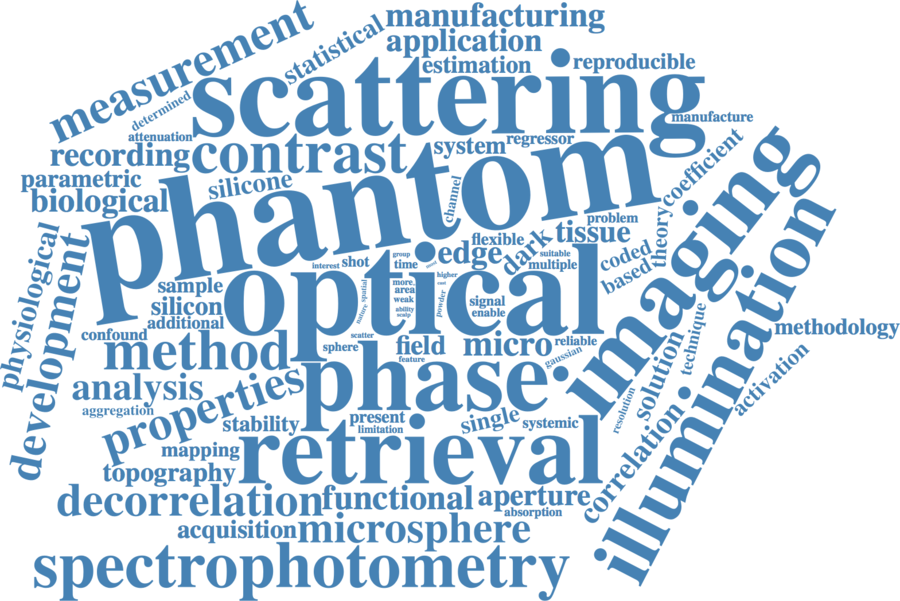 manufacturing
measurement
statistical
application
estimation
reproducible
scattering
determined
attenuation
manufacture
recording
contrast
system
regressor
parametric
silicone
biological
phantom
channel
coefficient
theory
problem
tissue
imaging
physiological
development
flexible
dark
edge
suitable
multiple
coded
based
group
time
interest
shot
more,
area
weak
ability
scalp
higher
cost
powder
spatial
nature
signal
enable
sample
silicon
additional
optical
illumination
confound
method
scatter
sphere
field
feature
micro
reliable
gaussian
methodology
technique
solution
resolution
activation
analysis
aggregation
properties
phase
stability
present
limitation
single
systemic
mapping
retrieval
topography
correlation
decorrelation
functional
aperture
absorption
acquisition
microsphere
spectrophotometry